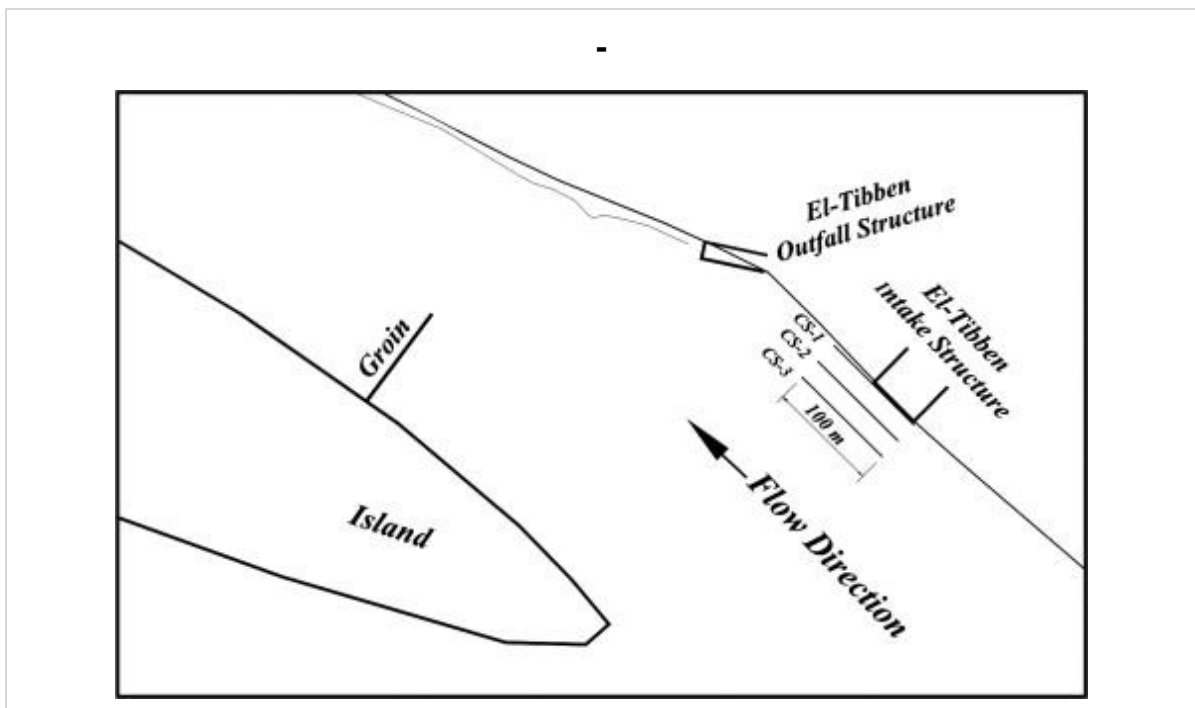 -
El-Tibben
Outfall Structure
El-Tibben
Intake Structure
CS-1
CS-2
CS-3
100 m
Groin
Flow Direction
Island